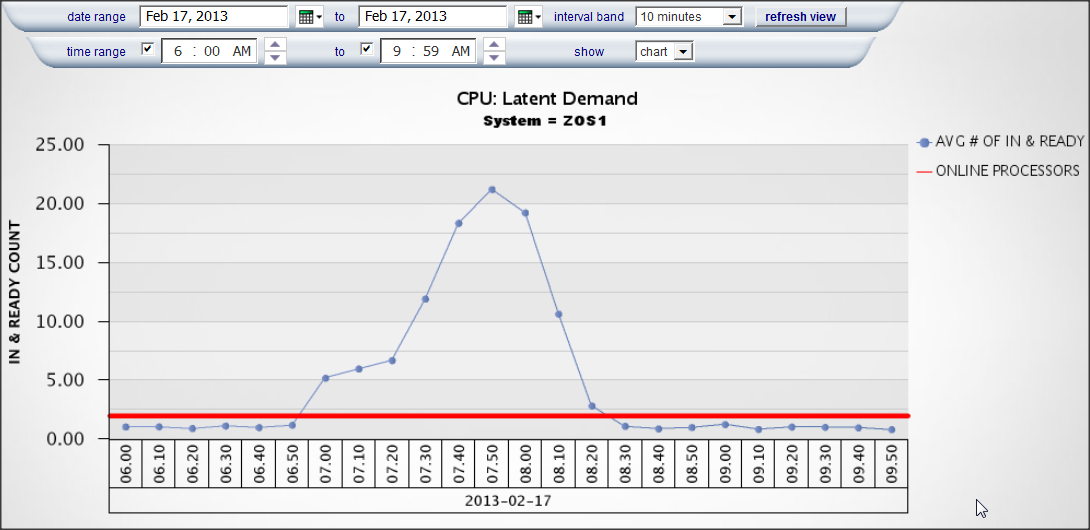 date range Feb 17, 2013 to Feb 17, 2013 interval band 10 minutes refresh view
time range 6 : 00 AM to 9 : 59 AM show chart
CPU: Latent Demand
System = ZOS1
AVG # OF IN & READY
ONLINE PROCESSORS
IN & READY COUNT
25.00
20.00
15.00
10.00
5.00
0.00
06.00 06.10 06.20 06.30 06.40 06.50 07.00 07.10 07.20 07.30 07.40 07.50 08.00 08.10 08.20 08.30 08.40 08.50 09.00 09.10 09.20 09.30 09.40 09.50
2013-02-17